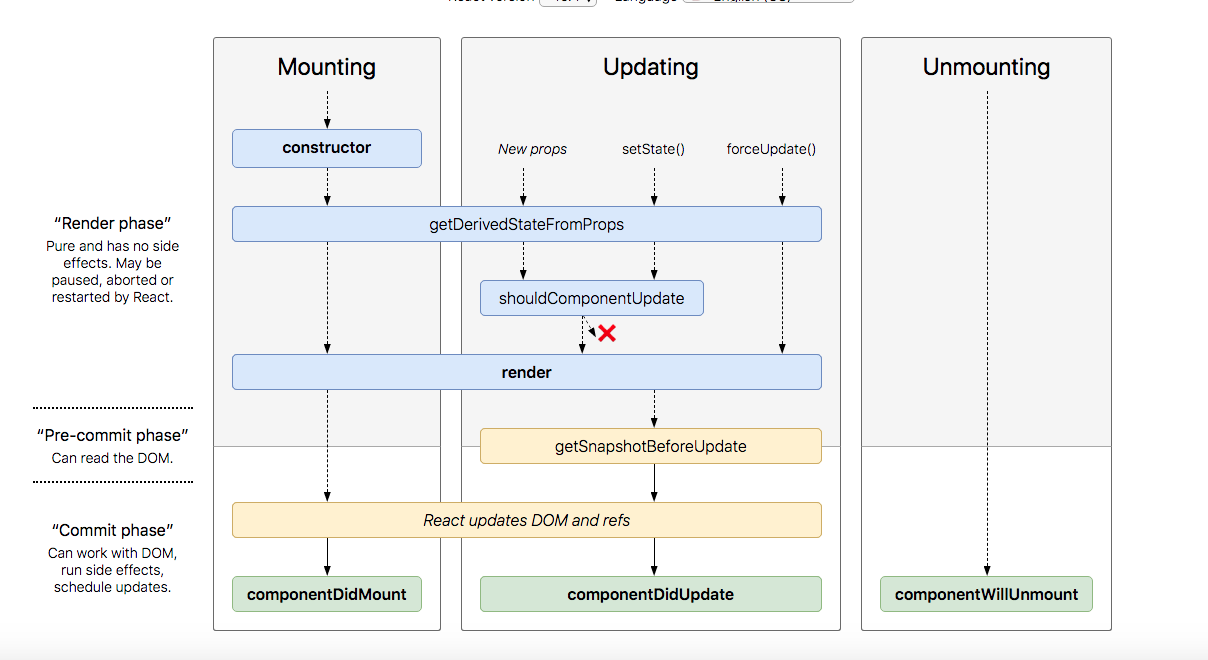 Mounting
Updating
Unmounting
constructor
New props
setState()
forceUpdate()
“Render phase”
Pure and has no side
effects. May be
paused, aborted or
restarted by React.
getDerivedStateFromProps
shouldComponentUpdate
render
“Pre-commit phase”
Can read the DOM.
getSnapshotBeforeUpdate
“Commit phase”
Can work with DOM,
run side effects,
schedule updates.
React updates DOM and refs
componentDidMount
componentDidUpdate
componentWillUnmount